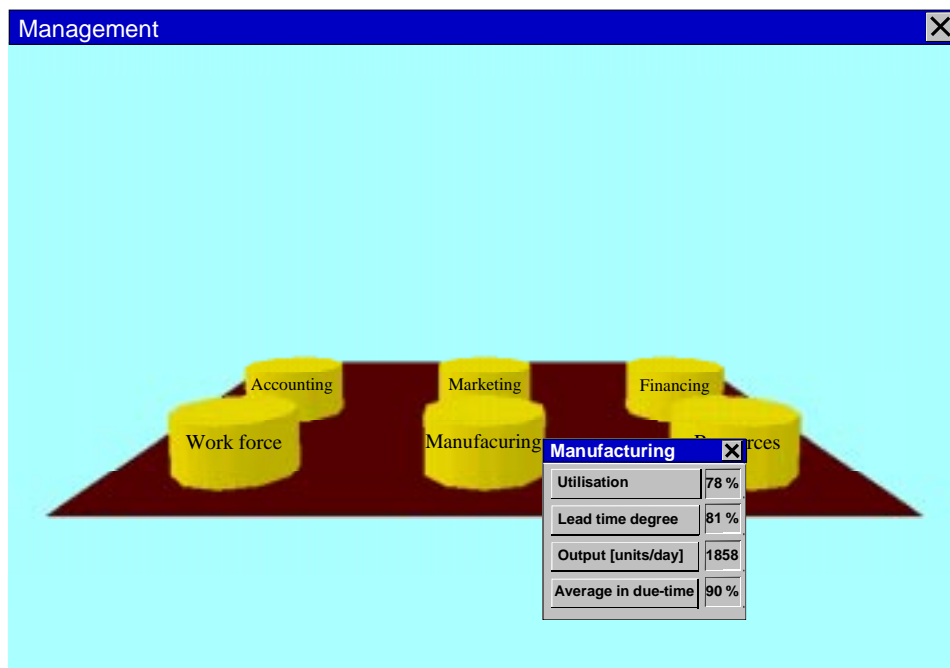 Management
Accounting
Marketing
Financing
Work force
Manufacuring
Manufacturing
Utilisation
78 %
Lead time degree
81 %
Output [units/day]
1858
Average in due-time
90 %